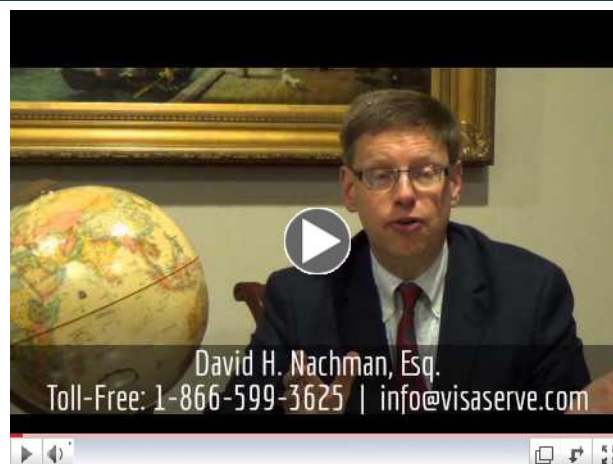 David H. Nachman, Esq.
Toll-Free: 1-866-599-3625 | info@visaserve.com